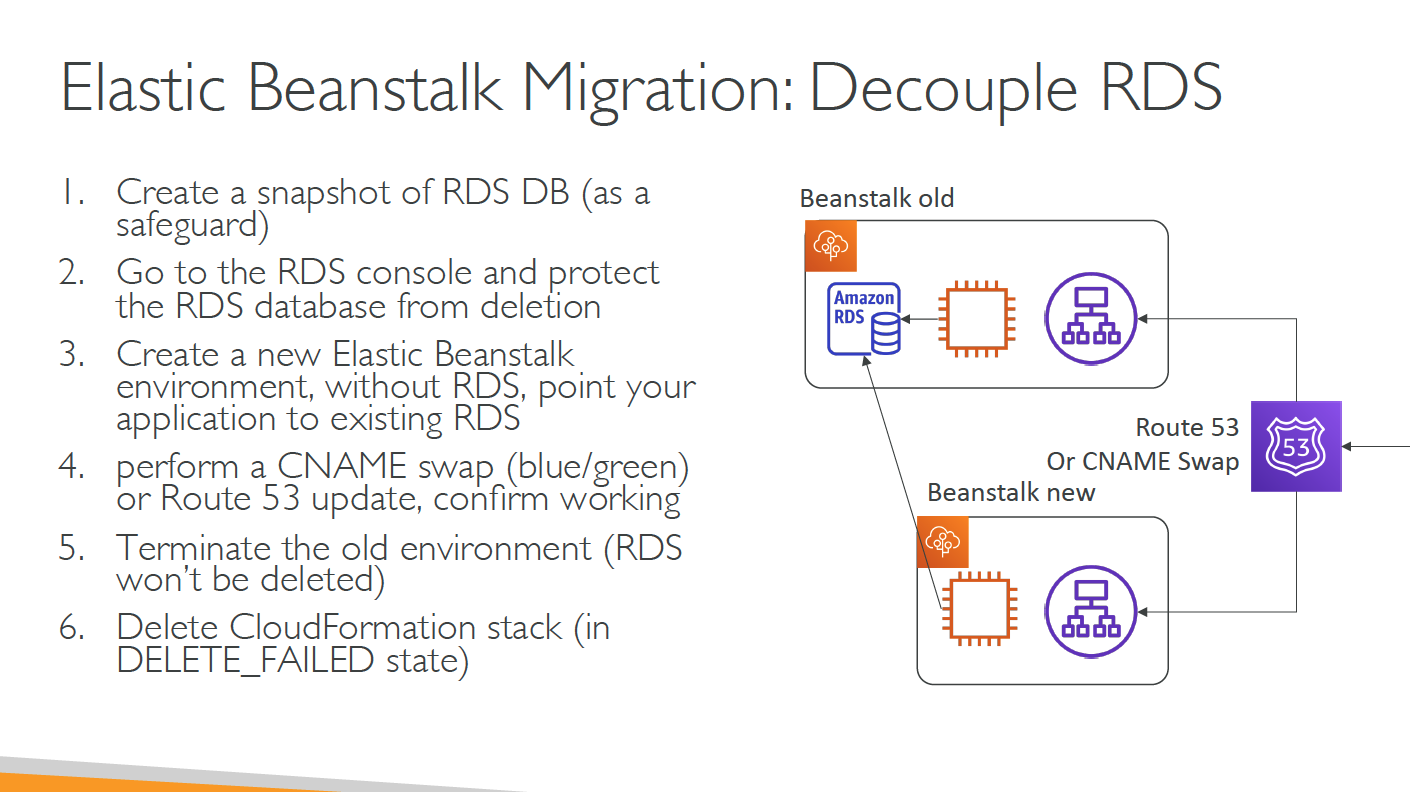 Elastic Beanstalk Migration: Decouple RDS
1. Create a snapshot of RDS DB (as a
safeguard)
2. Go to the RDS console and protect
the RDS database from deletion
3. Create a new Elastic Beanstalk
environment, without RDS, point your
application to existing RDS
4. perform a CNAME swap (blue/green)
or Route 53 update, confirm working
5. Terminate the old environment (RDS
won't be deleted)
6. Delete CloudFormation stack (in
DELETE_FAILED state)
Beanstalk old
Amazon
RDS
Route 53
Or CNAME Swap
53
Beanstalk new